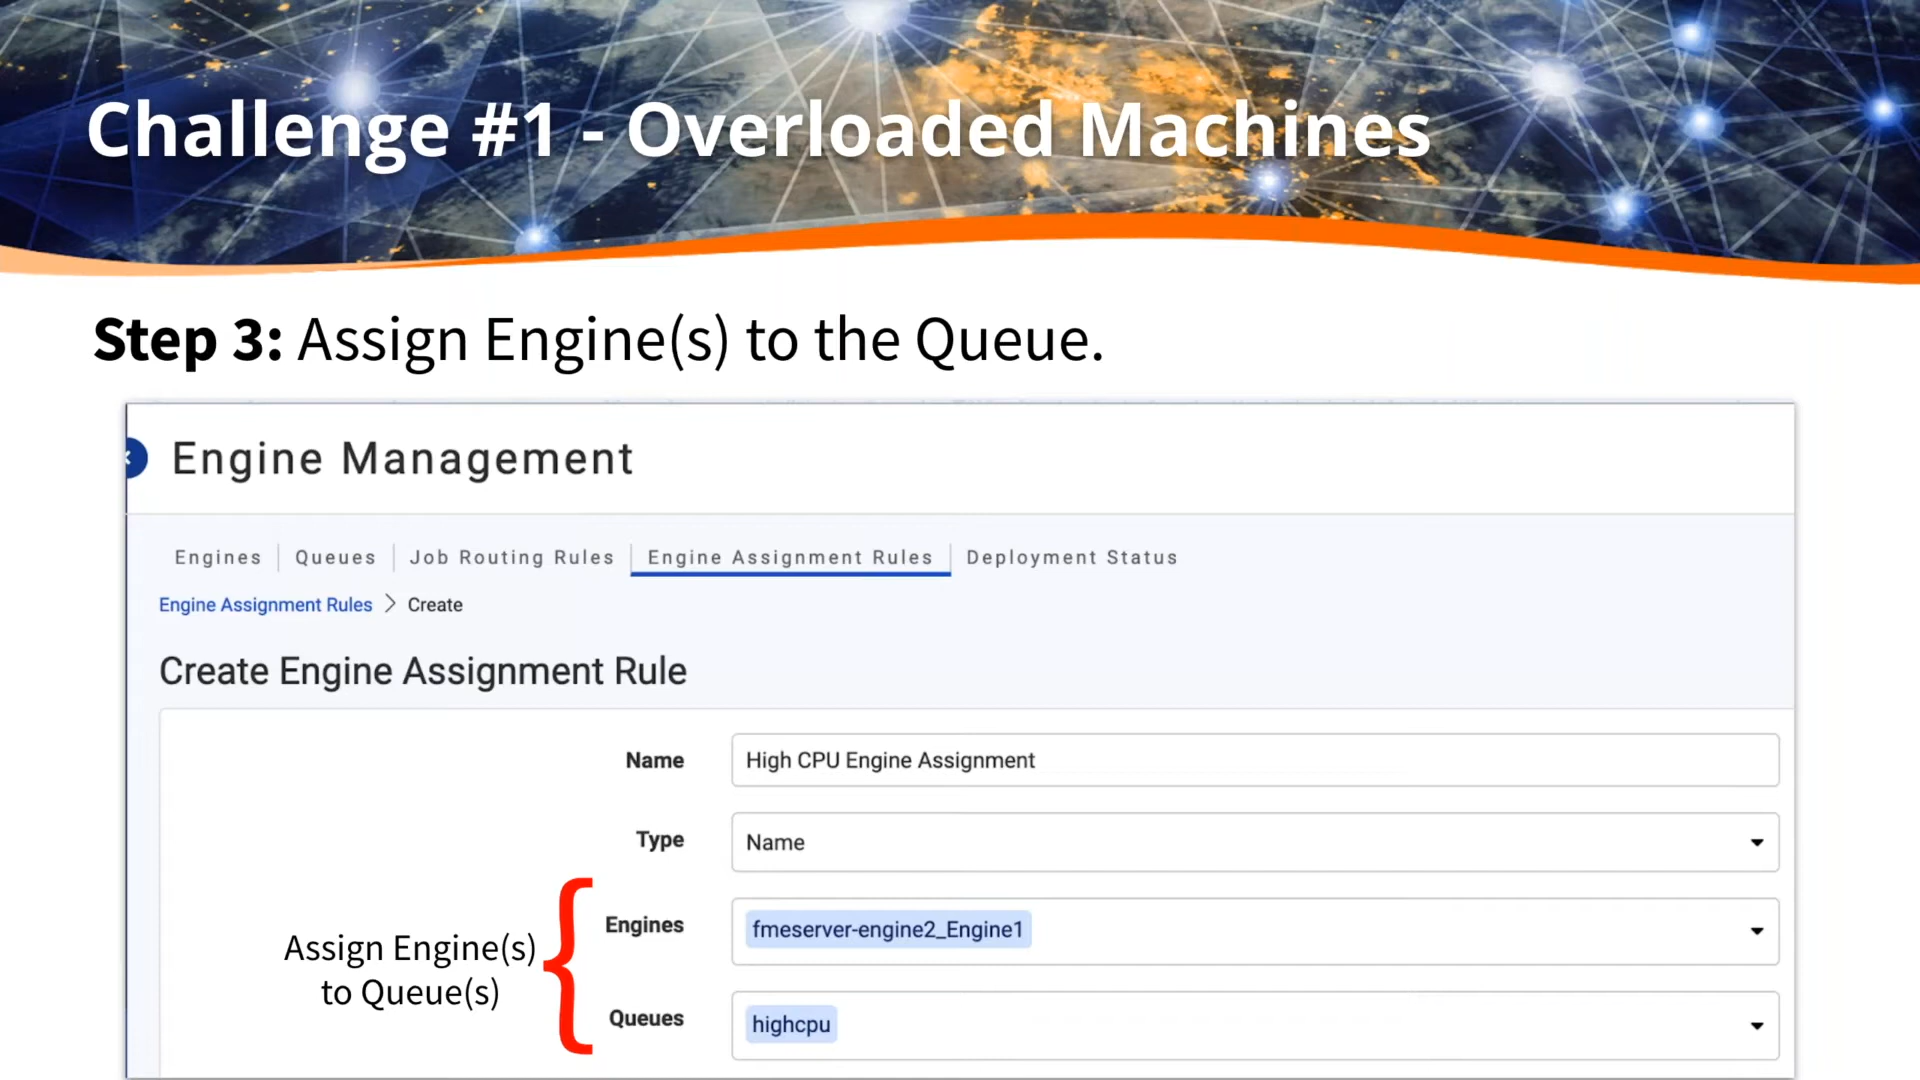 Challenge #1 - Overloaded Machines
Step 3: Assign Engine(s) to the Queue.
Engine Management
Engines
Queues
Job Routing Rules
Engine Assignment Rules
Deployment Status
Engine Assignment Rules > Create
Create Engine Assignment Rule
Name
High CPU Engine Assignment
Type
Name
Assign Engine(s)
to Queue(s)
Engines
fmeserver-engine2_Engine1
Queues
highcpu